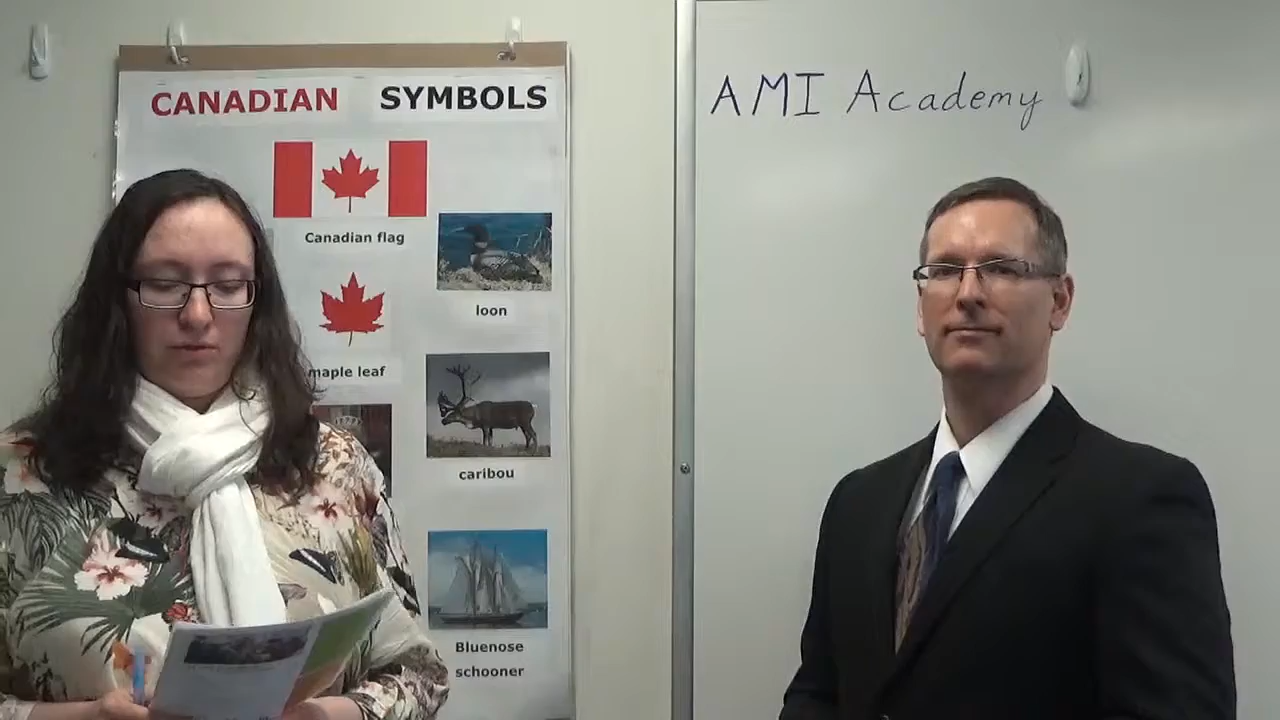 CANADIAN SYMBOLS
Canadian flag
loon
maple leaf
caribou
Bluenose
schooner
AMI Academy